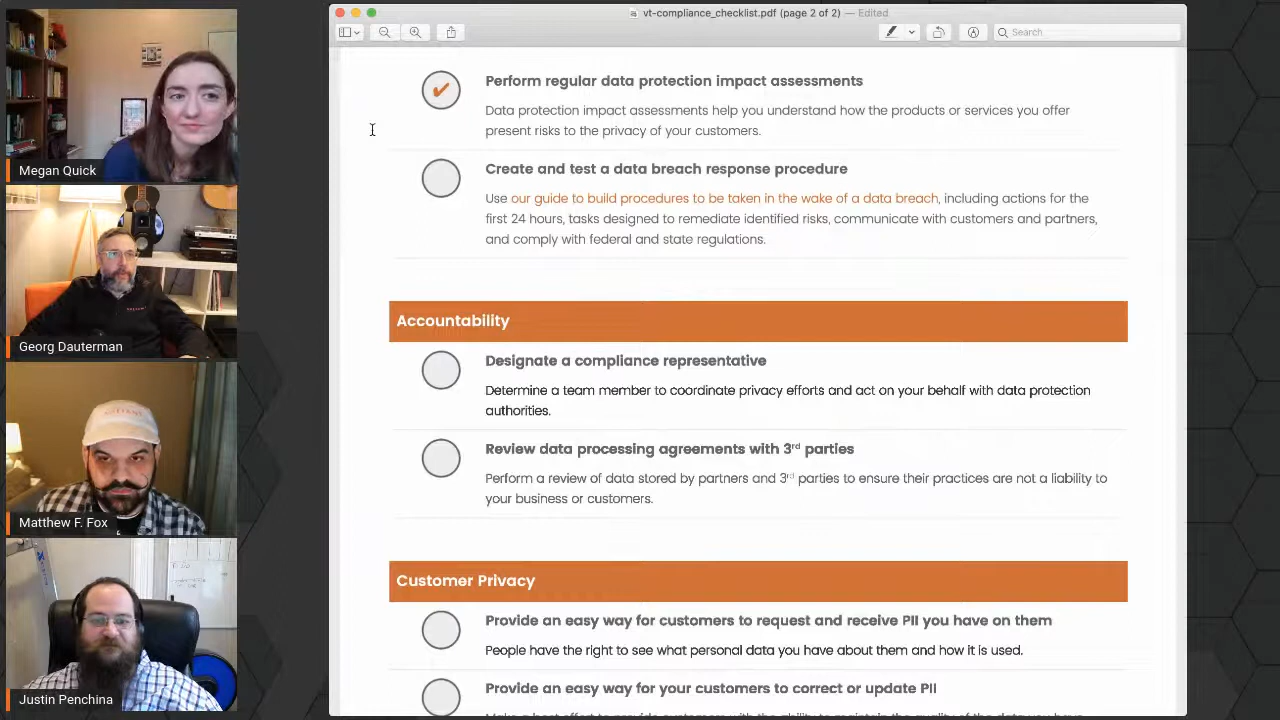 Megan Quick
Georg Dauterman
Matthew F. Fox
Justin Penchina
vt-compliance_checklist.pdf (page 2 of 2) — Edited
Search
Perform regular data protection impact assessments
Data protection impact assessments help you understand how the products or services you offer
present risks to the privacy of your customers.
Create and test a data breach response procedure
Use our guide to build procedures to be taken in the wake of a data breach, including actions for the
first 24 hours, tasks designed to remediate identified risks, communicate with customers and partners,
and comply with federal and state regulations.
Accountability
Designate a compliance representative
Determine a team member to coordinate privacy efforts and act on your behalf with data protection
authorities.
Review data processing agreements with 3rd parties
Perform a review of data stored by partners and 3rd parties to ensure their practices are not a liability to
your business or customers.
Customer Privacy
Provide an easy way for customers to request and receive PII you have on them
People have the right to see what personal data you have about them and how it is used.
Provide an easy way for your customers to correct or update PII